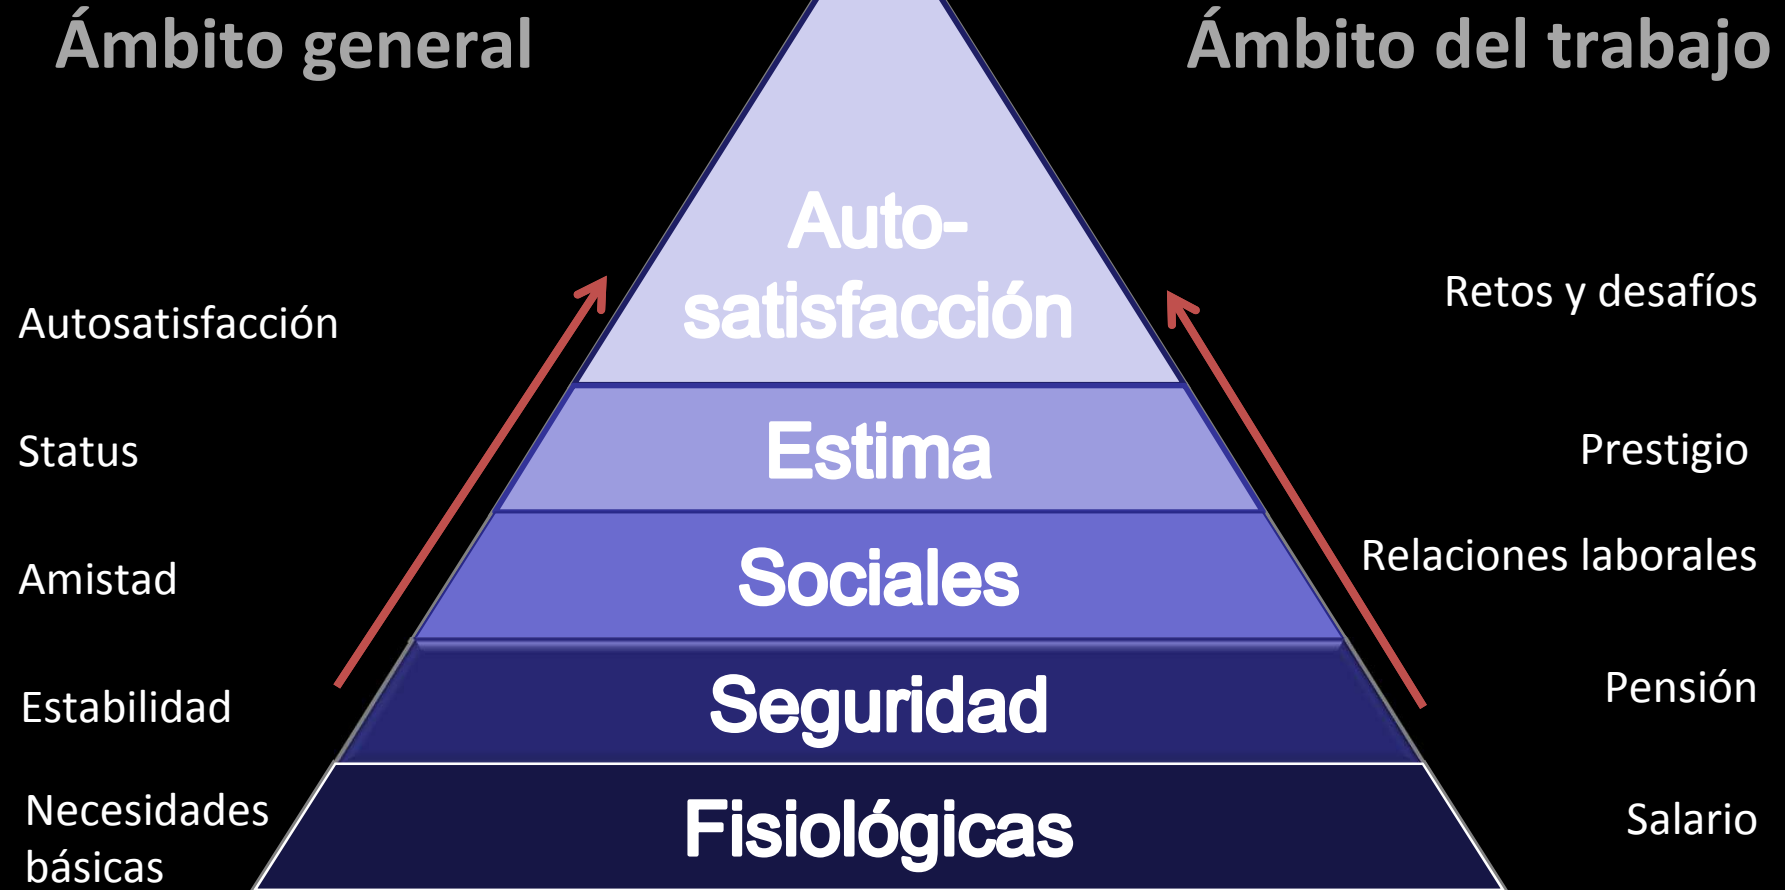 Ámbito general
Ámbito del trabajo
Auto-
satisfacción
Autosatisfacción
Retos y desafíos
Estima
Status
Prestigio
Sociales
Amistad
Relaciones laborales
Seguridad
Estabilidad
Pensión
Fisiológicas
Necesidades
básicas
Salario